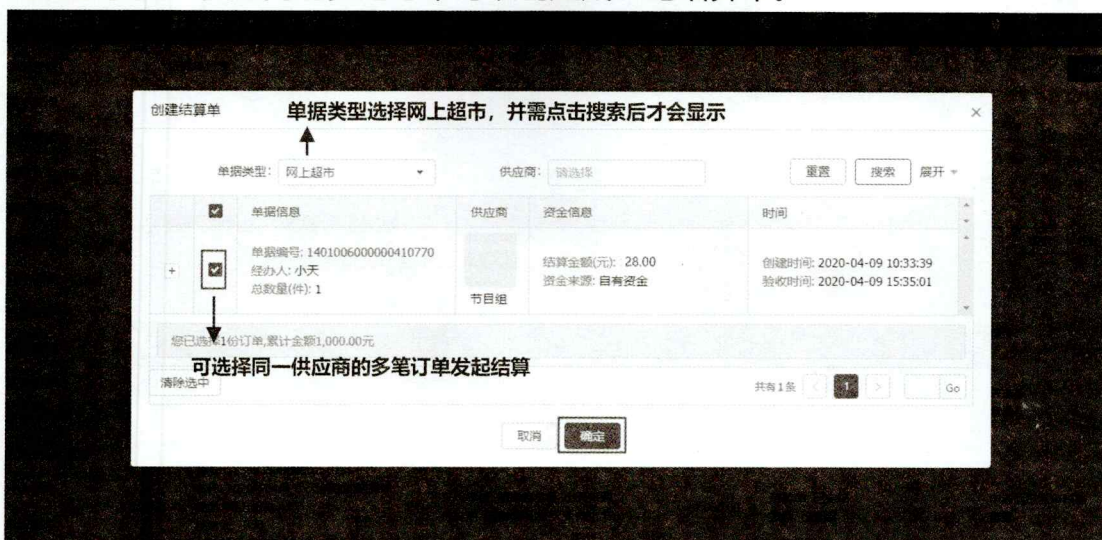 创建结算单
单据类型选择网上超市，并需点击搜索后才会显示
×
单据类型: 网上超市
供应商: 请选择
重置
搜索
展开
单据信息
供应商
资金信息
时间
+
单据编号: 1401006000000410770
经办人: 小天
总数量(件): 1
节目组
结算金额(元): 28.00
资金来源: 自有资金
创建时间: 2020-04-09 10:33:39
验收时间: 2020-04-09 15:35:01
您已选择1份订单,累计金额1,000.00元
可选择同一供应商的多笔订单发起结算
清除选中
共有1条 < 1 > Go
取消
确定